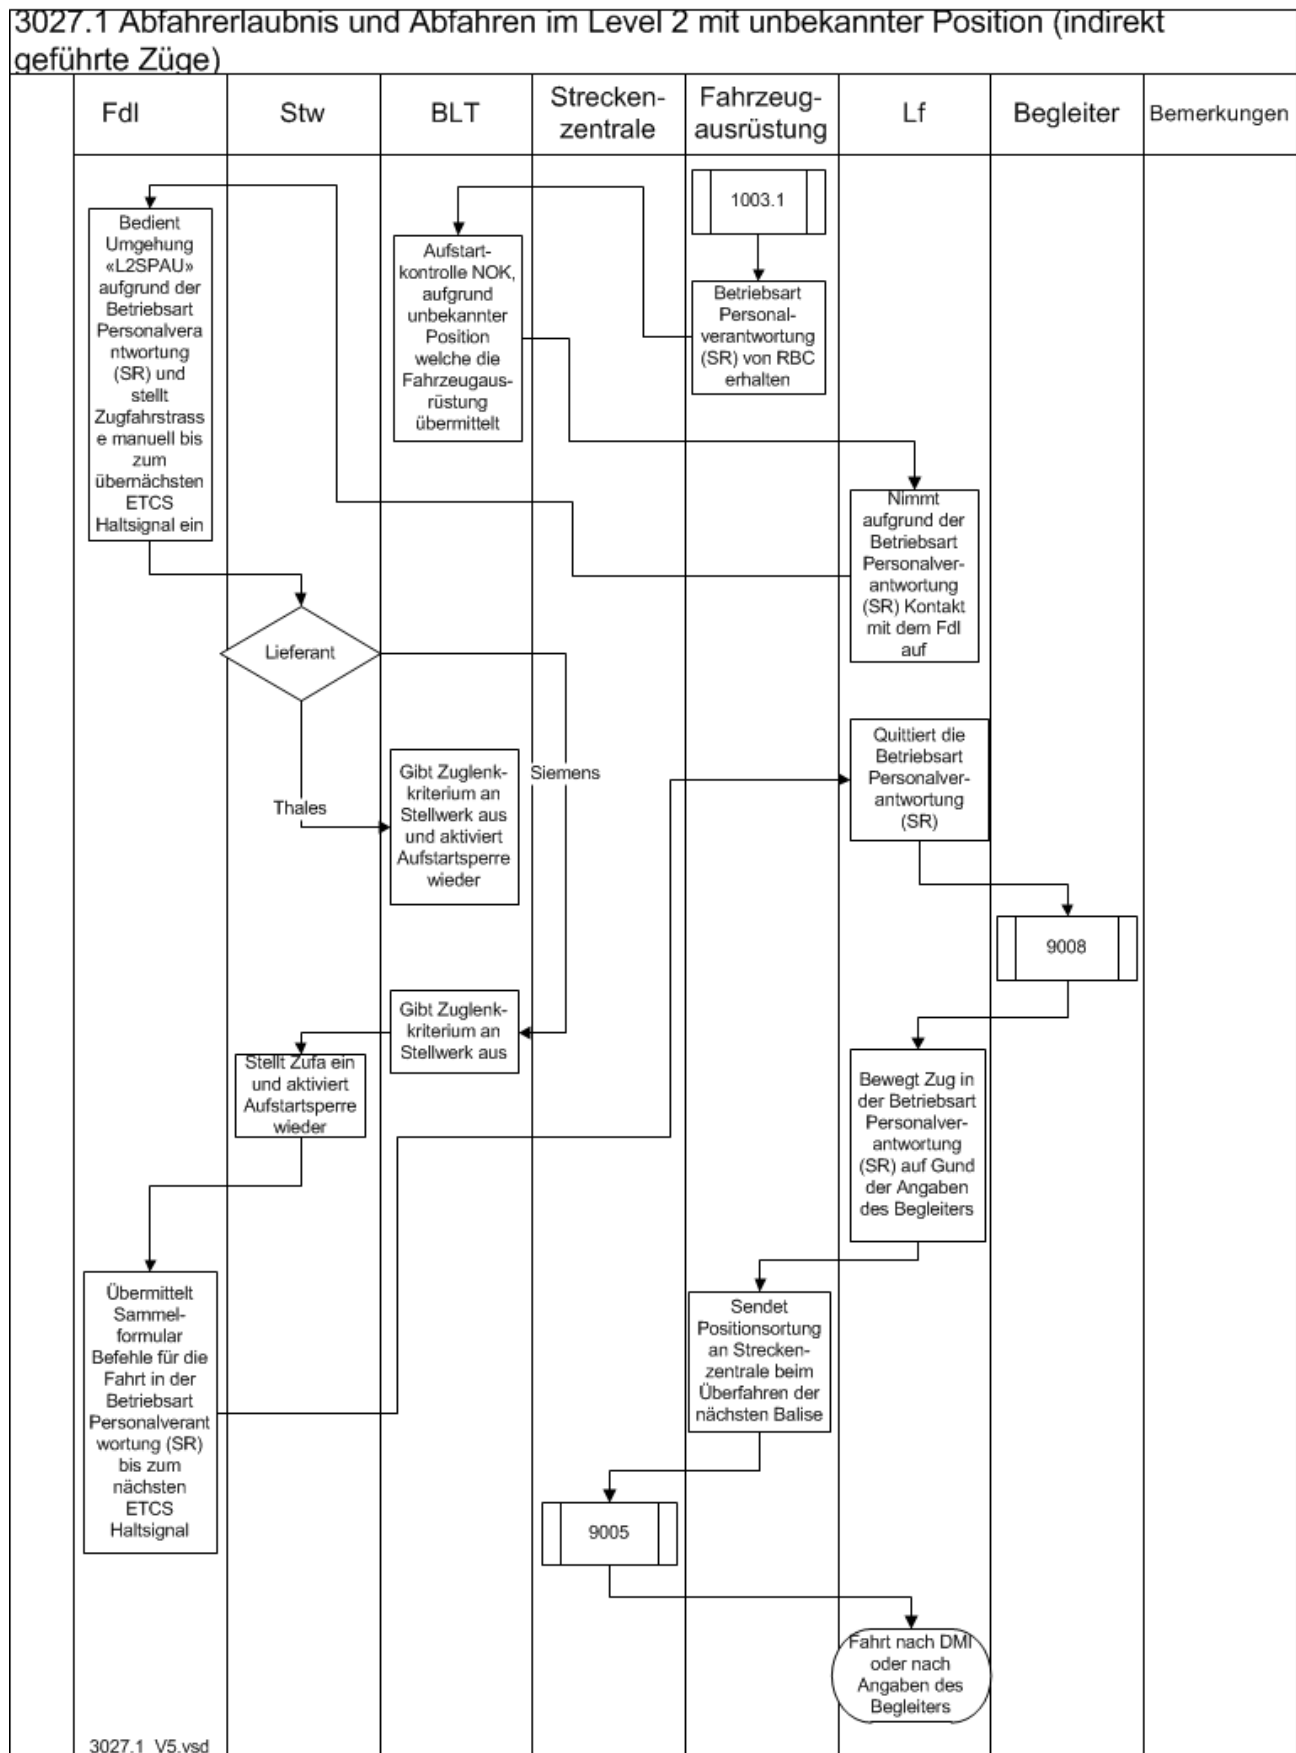 3027.1 Abfahrerlaubnis und Abfahren im Level 2 mit unbekannter Position (indirekt
geführte Züge)
Fdl
Stw
BLT
Strecken-
zentrale
Fahrzeug-
ausrüstung
Lf
Begleiter
Bemerkungen
1003.1
Betriebsart
Personal-
verantwortung
(SR) von RBC
erhalten
Aufstart-
kontrolle NOK,
aufgrund
unbekannter
Position
welche die
Fahrzeugaus-
rüstung
übermittelt
Nimmt
aufgrund der
Betriebsart
Personalver-
antwortung
(SR) Kontakt
mit dem Fdl
auf
Bedient
Umgehung
«L2SPAU»
aufgrund der
Betriebsart
Personalvera
ntwortung
(SR) und
stellt
Zugfahrstrass
e manuell bis
zum
übernächsten
ETCS
Haltsignal ein
Lieferant
Thales
Siemens
Gibt Zuglenk-
kriterium an
Stellwerk aus
und aktiviert
Aufstartsperre
wieder
Gibt Zuglenk-
kriterium an
Stellwerk aus
Stellt Zufa ein
und aktiviert
Aufstartsperre
wieder
Übermittelt
Sammel-
formular
Befehle für die
Fahrt in der
Betriebsart
Personalverant
wortung (SR)
bis zum
nächsten
ETCS
Haltsignal
Quittiert die
Betriebsart
Personalver-
antwortung
(SR)
9008
Bewegt Zug in
der Betriebsart
Personalver-
antwortung
(SR) auf Gund
der Angaben
des Begleiters
Sendet
Positionsortung
an Strecken-
zentrale beim
Überfahren der
nächsten Balise
9005
Fahrt nach DMI
oder nach
Angaben des
Begleiters
3027.1_V5.vsd